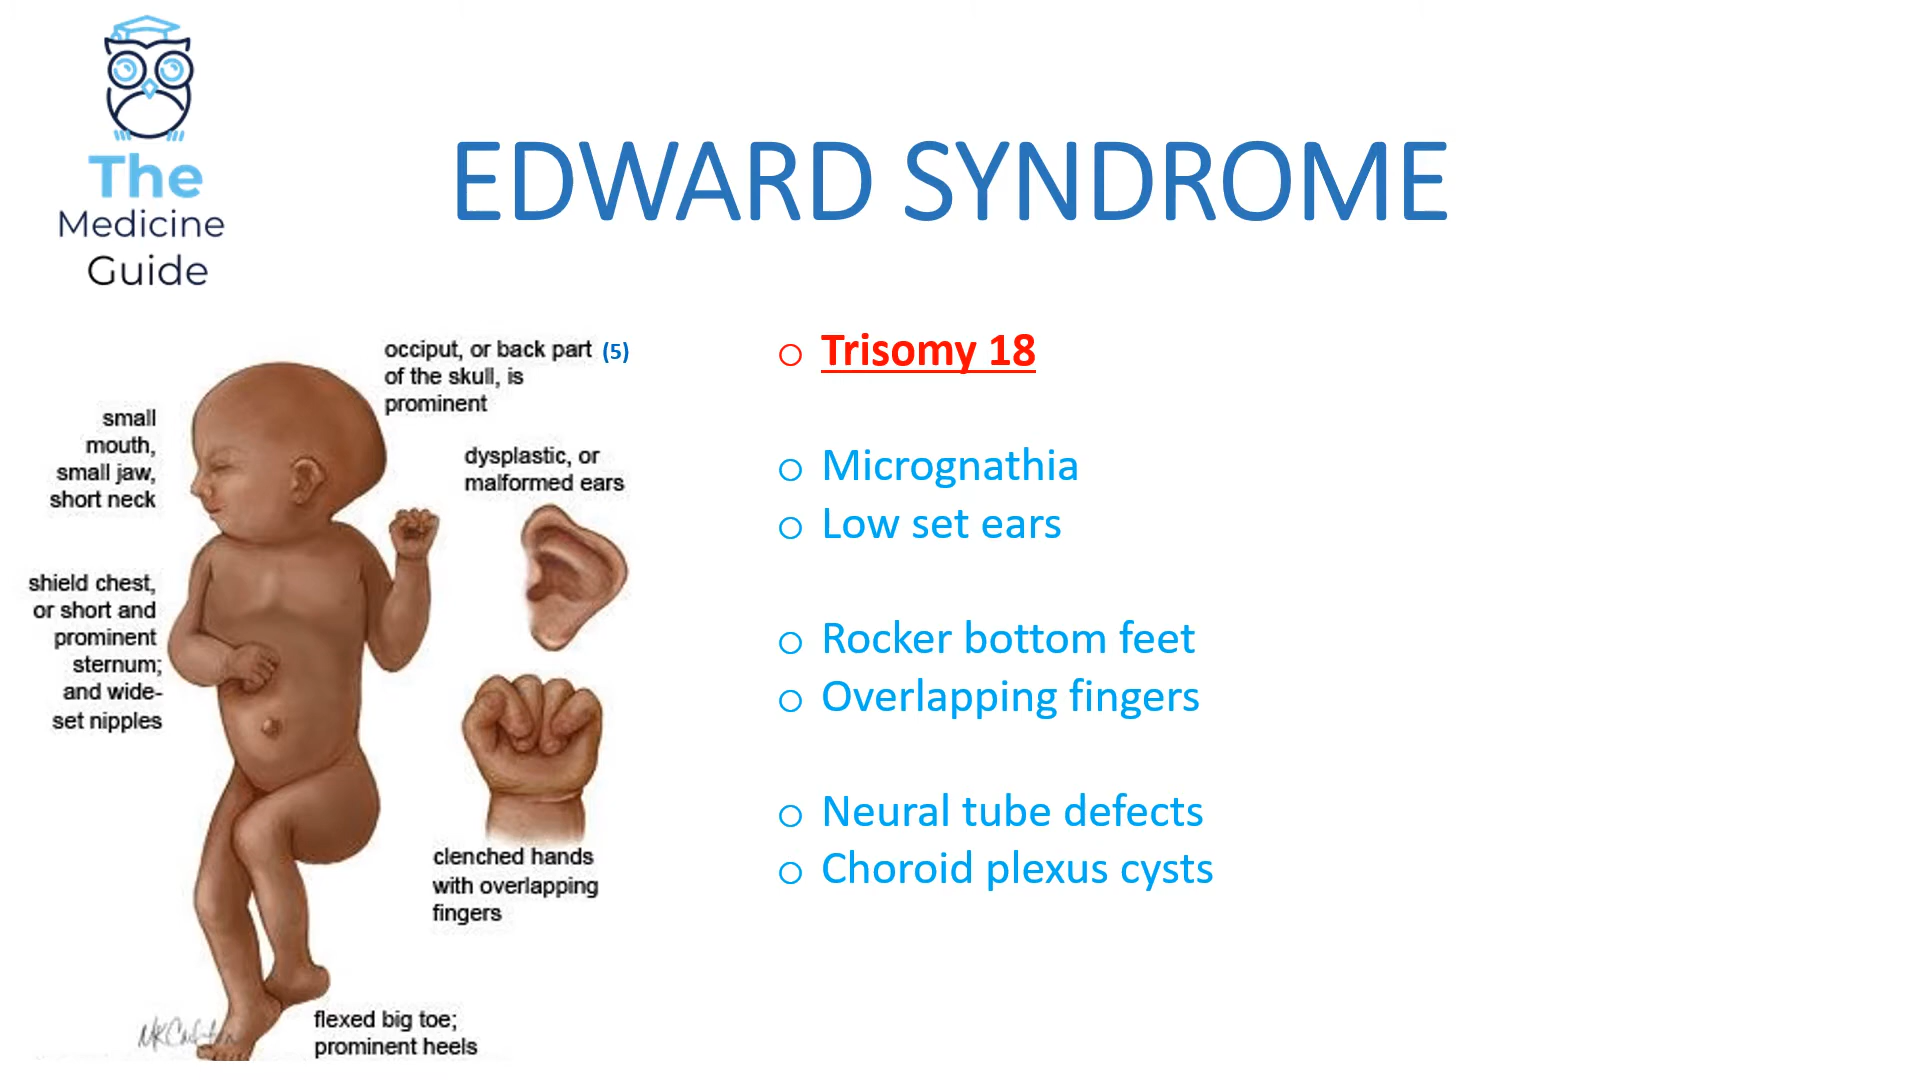 The
Medicine
Guide
EDWARD SYNDROME
occiput, or back part (5)
of the skull, is
prominent
small
mouth,
small jaw,
short neck
dysplastic, or
malformed ears
shield chest,
or short and
prominent
sternum;
and wide-
set nipples
clenched hands
with overlapping
fingers
flexed big toe;
prominent heels
Trisomy 18
Micrognathia
Low set ears
Rocker bottom feet
Overlapping fingers
Neural tube defects
Choroid plexus cysts